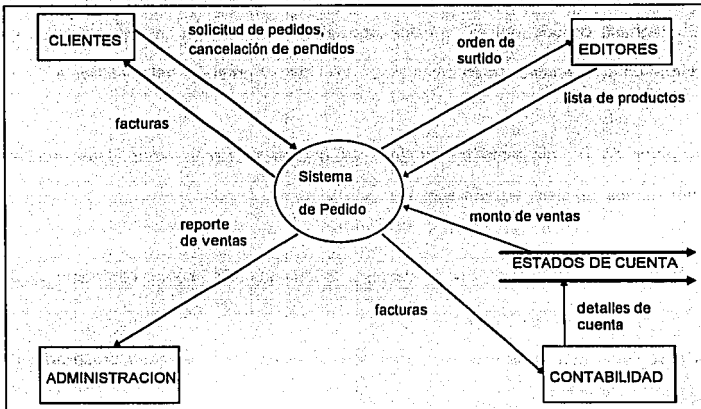 CLIENTES
solicitud de pedidos,
cancelación de pendidos
orden de
surtido
EDITORES
lista de productos
facturas
Sistema
de Pedido
monto de ventas
reporte
de ventas
ESTADOS DE CUENTA
facturas
detalles de
cuenta
ADMINISTRACION
CONTABILIDAD